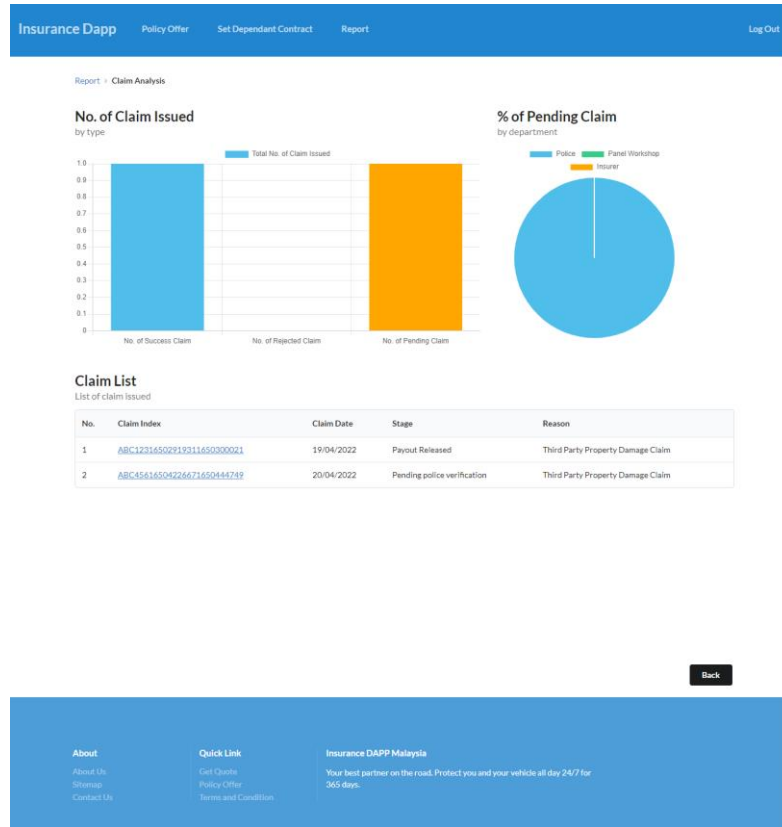 Insurance Dapp Policy Offer Set Dependant Contract Report Log Out
Report › Claim Analysis
No. of Claim Issued
by type
Total No. of Claim Issued
1.0
0.9
0.8
0.7
0.6
0.5
0.4
0.3
0.2
0.1
0
No. of Success Claim No. of Rejected Claim No. of Pending Claim
% of Pending Claim
by department
Police Panel Workshop
Insurer
Claim List
List of claim issued
No. Claim Index Claim Date Stage Reason
1 ABC12316502919311650300021 19/04/2022 Payout Released Third Party Property Damage Claim
2 ABC45616504226671650444749 20/04/2022 Pending police verification Third Party Property Damage Claim
Back
About
About Us
Sitemap
Contact Us
Quick Link
Get Quote
Policy Offer
Terms and Condition
Insurance DAPP Malaysia
Your best partner on the road. Protect you and your vehicle all day 24/7 for
365 days.